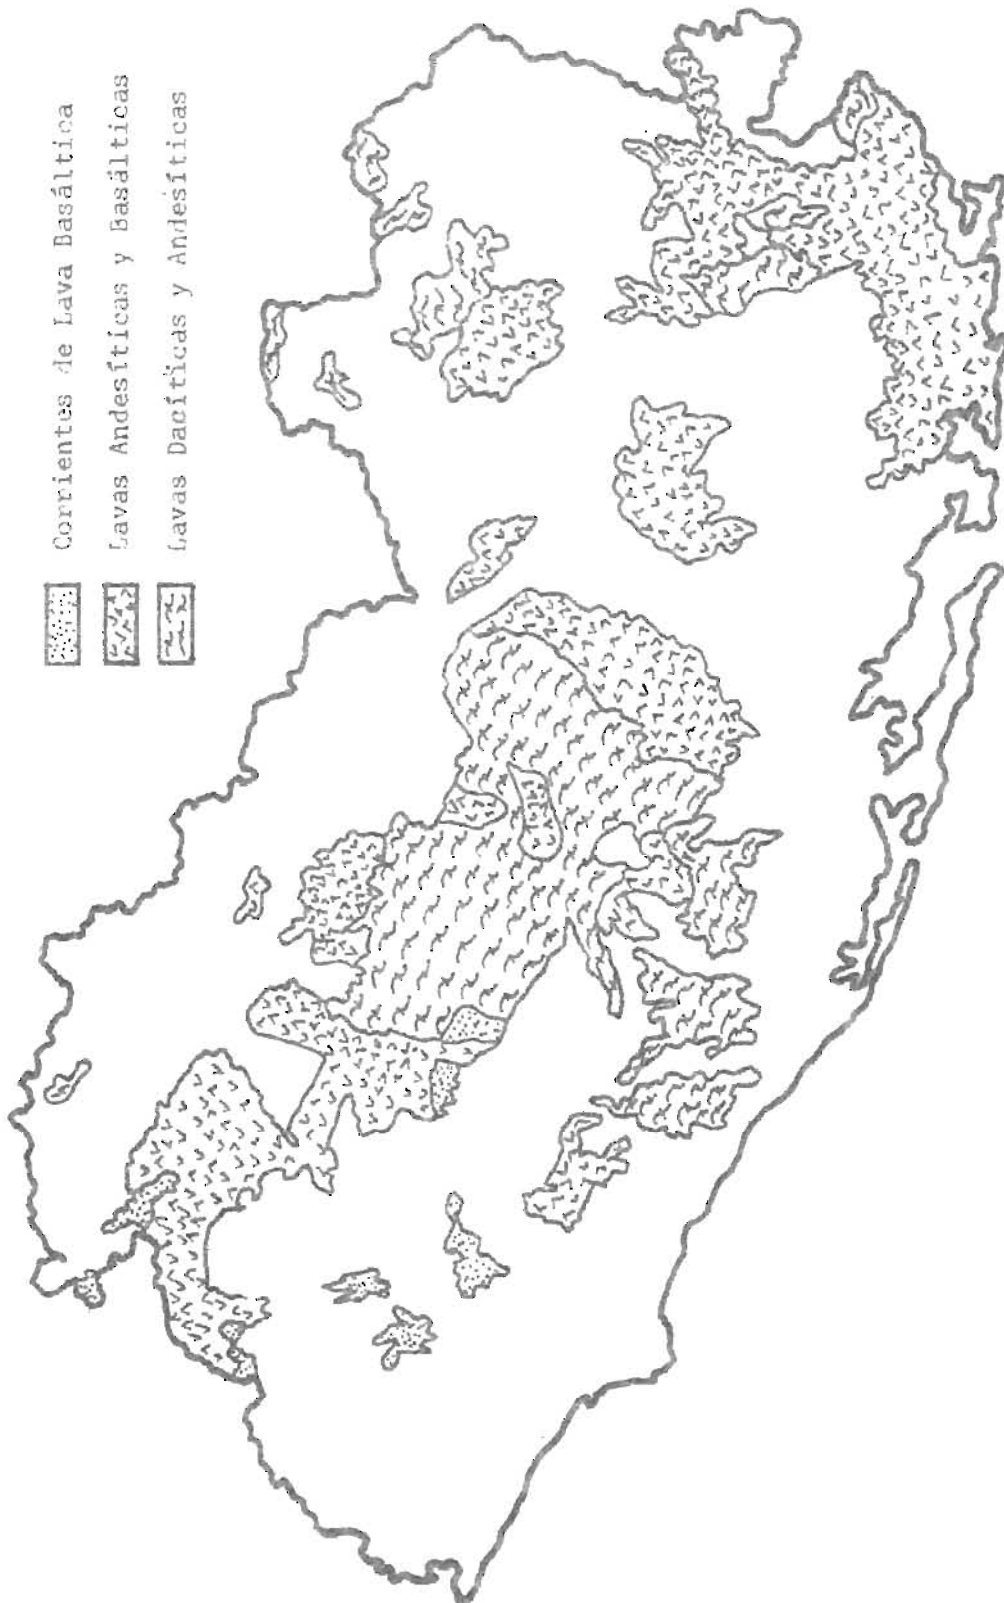 Corrientes de Lava Basáltica
Lavas Andesíticas y Basálticas
Lavas Dacíticas y Andesíticas